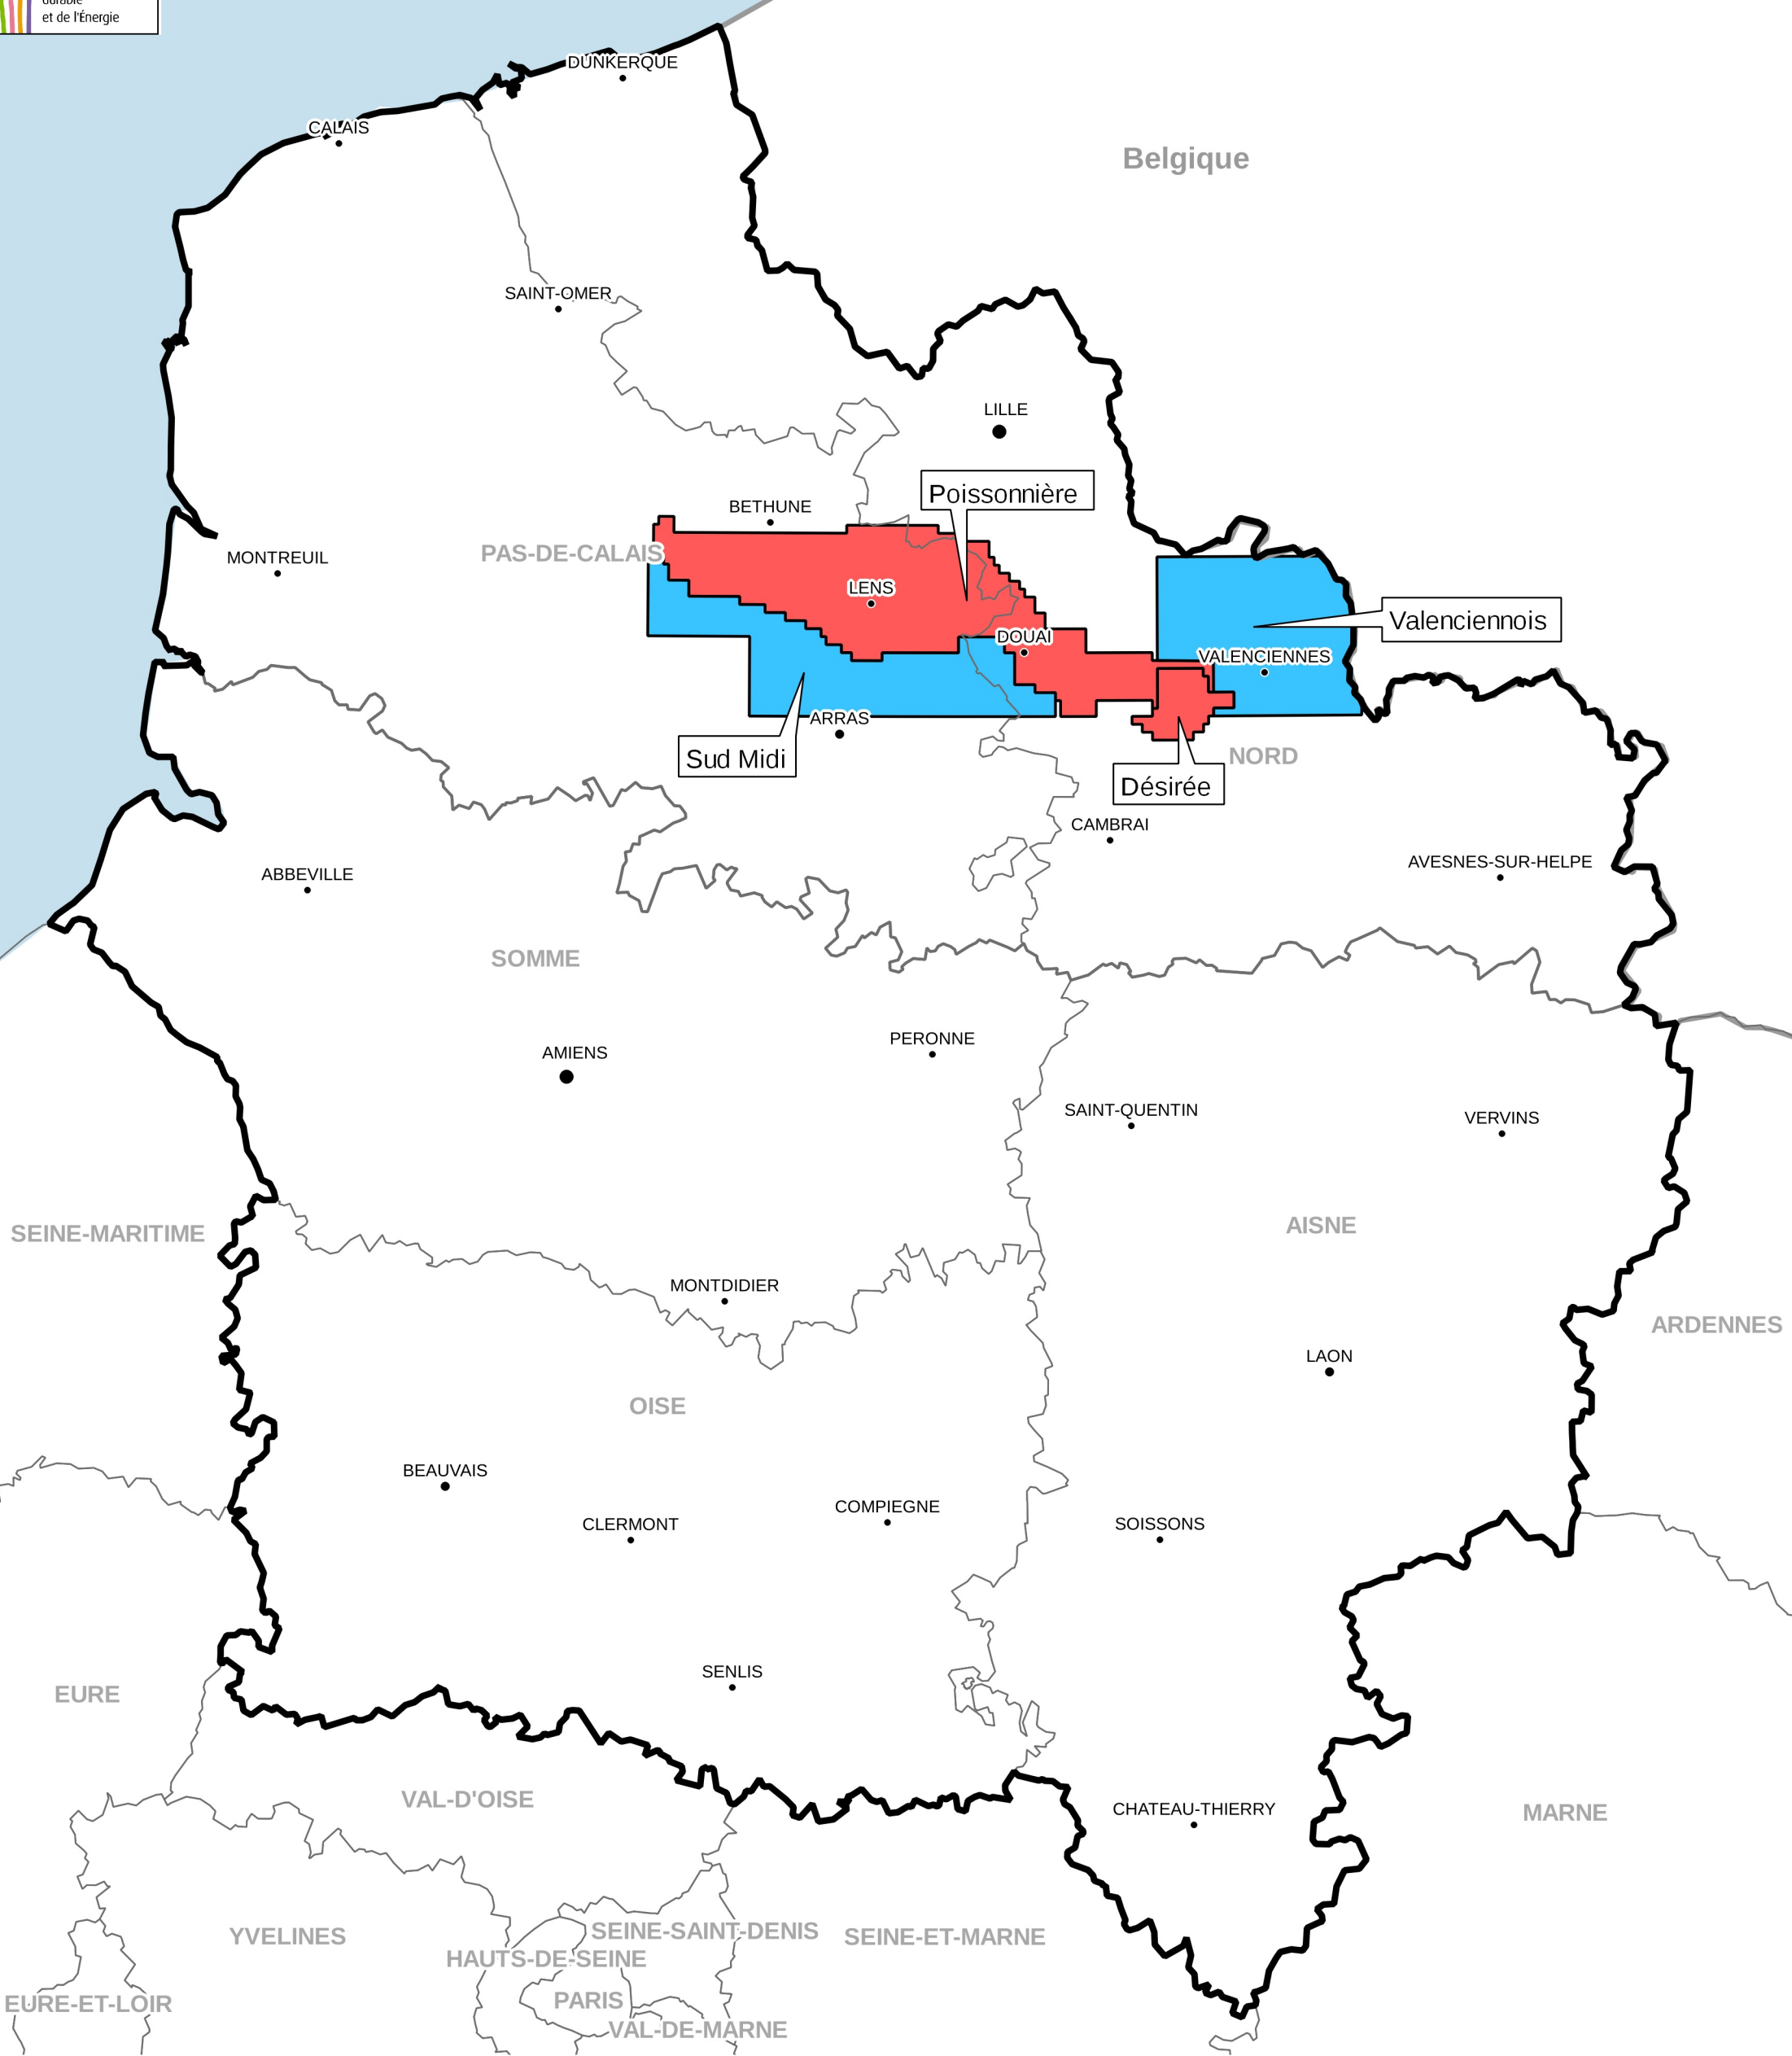 durable
et de l'Énergie
DUNKERQUE
CALAIS
Belgique
SAINT-OMER
LILLE
Poissonnière
BETHUNE
PAS-DE-CALAIS
MONTREUIL
LENS
Valenciennois
DOUAI
VALENCIENNES
ARRAS
Sud Midi
NORD
Désirée
CAMBRAI
AVESNES-SUR-HELPE
ABBEVILLE
SOMME
PERONNE
AMIENS
SAINT-QUENTIN
VERVINS
SEINE-MARITIME
AISNE
MONTDIDIER
ARDENNES
LAON
OISE
BEAUVAIS
COMPIEGNE
CLERMONT
SOISSONS
SENLIS
EURE
VAL-D'OISE
CHATEAU-THIERRY
MARNE
SEINE-SAINT-DENIS
YVELINES
SEINE-ET-MARNE
HAUTS-DE-SEINE
PARIS
EURE-ET-LOIR
VAL-DE-MARNE